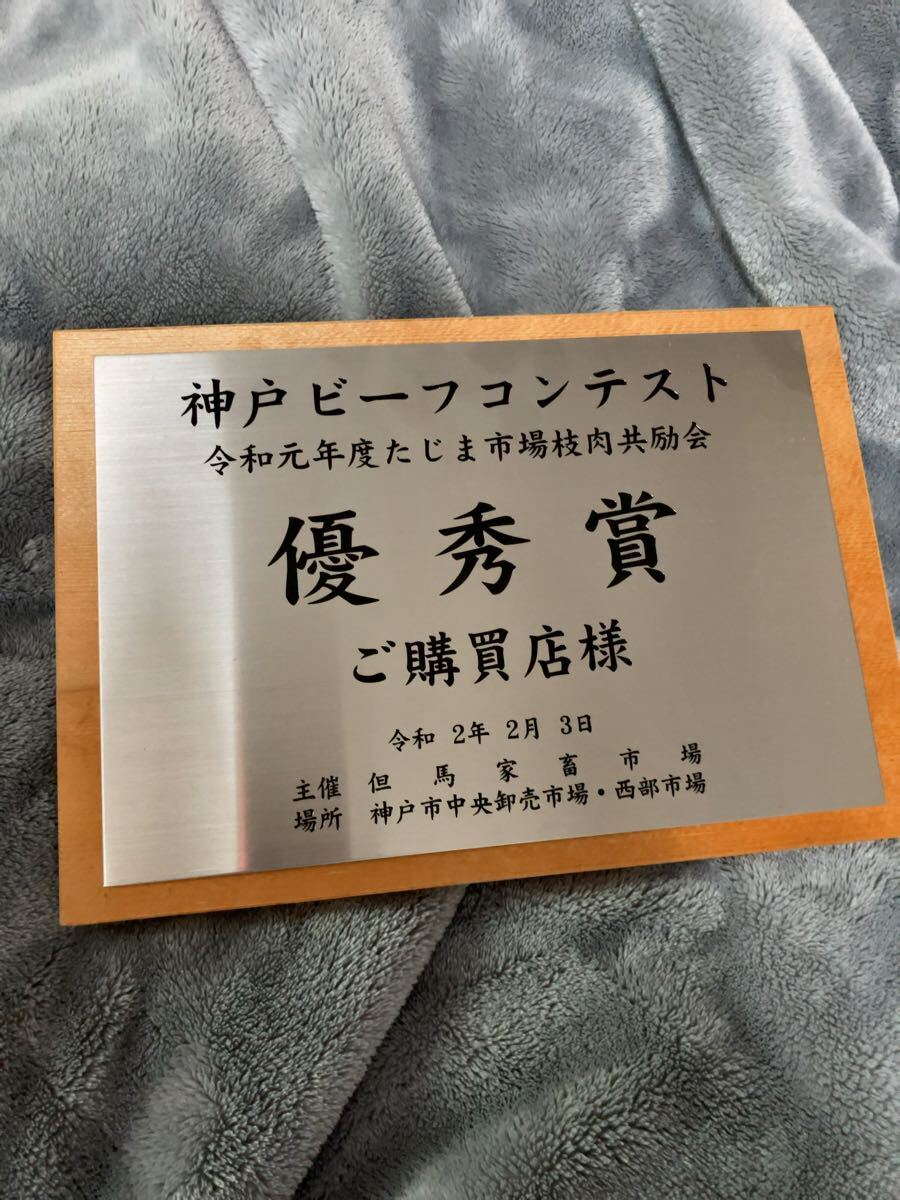 神戸ビーフコンテスト
令和元年度たじま市場枝肉共励会
優秀賞
ご購買店様
令和 2年 2月 3日
主催 但馬家畜市場
場所 神戸市中央卸売市場・西部市場